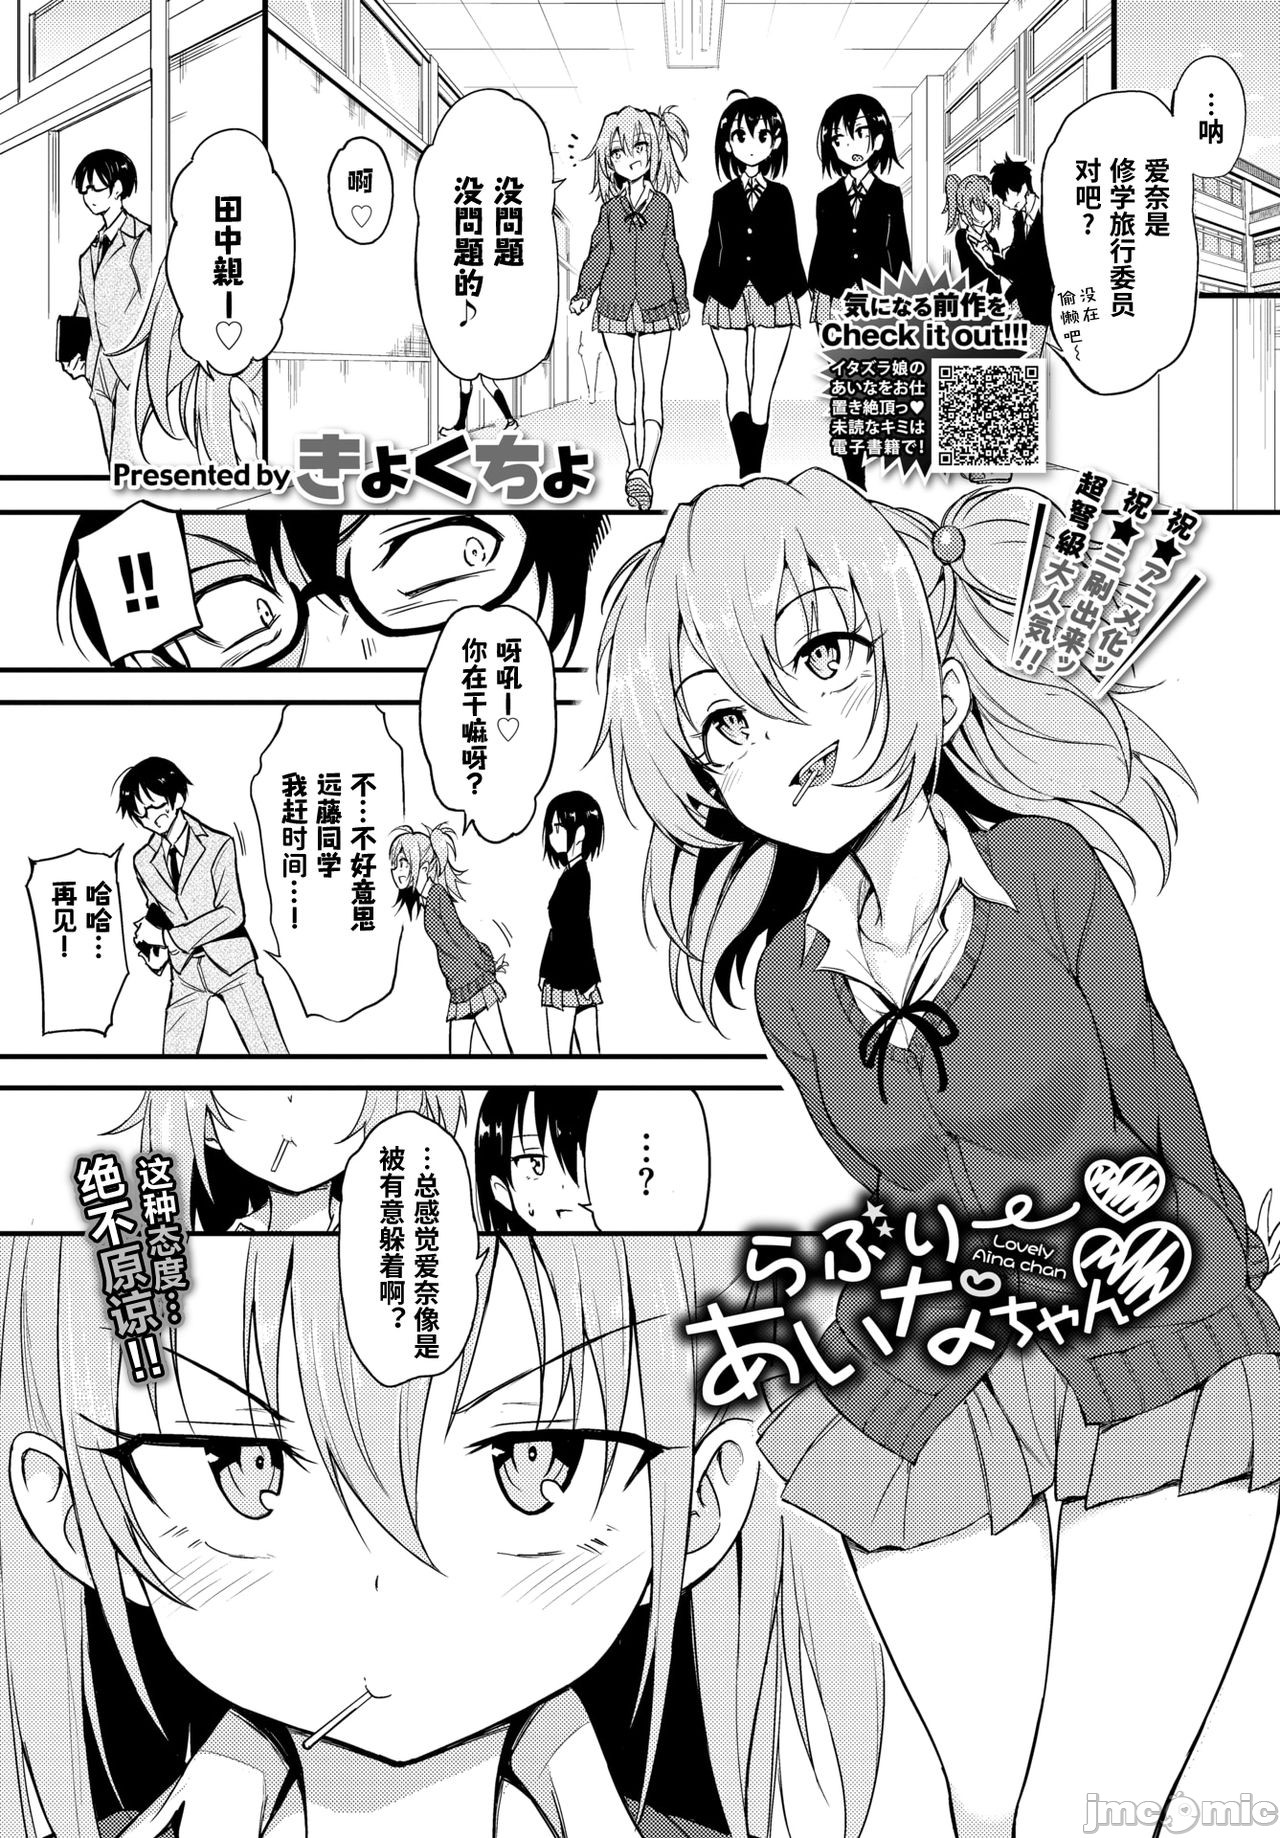 …呐
爱奈是
修学旅行委员
对吧？
没在
偷懒吧～
没問題
没問題的♪
啊♡
田中親ー♡
気になる前作を
Check it out!!!
イタズラ娘の
あいなをお仕
置き絶頂っ♥
未読なキミは
電子書籍で!
Presented by きょくちょ
祝★アニメ化ッ
祝★三刷出来ッ
超弩級大人気!!
!!
呀吼ー♡
你在干嘛呀？
不…不好意思
远藤同学
我赶时间…！
哈哈…
再见！
…？
…总感觉爱奈像是
被有意躲着啊？
这种态度…
绝不原谅!!
らぶりー
Lovely
Aina chan
あいなちゃん
jmcomic